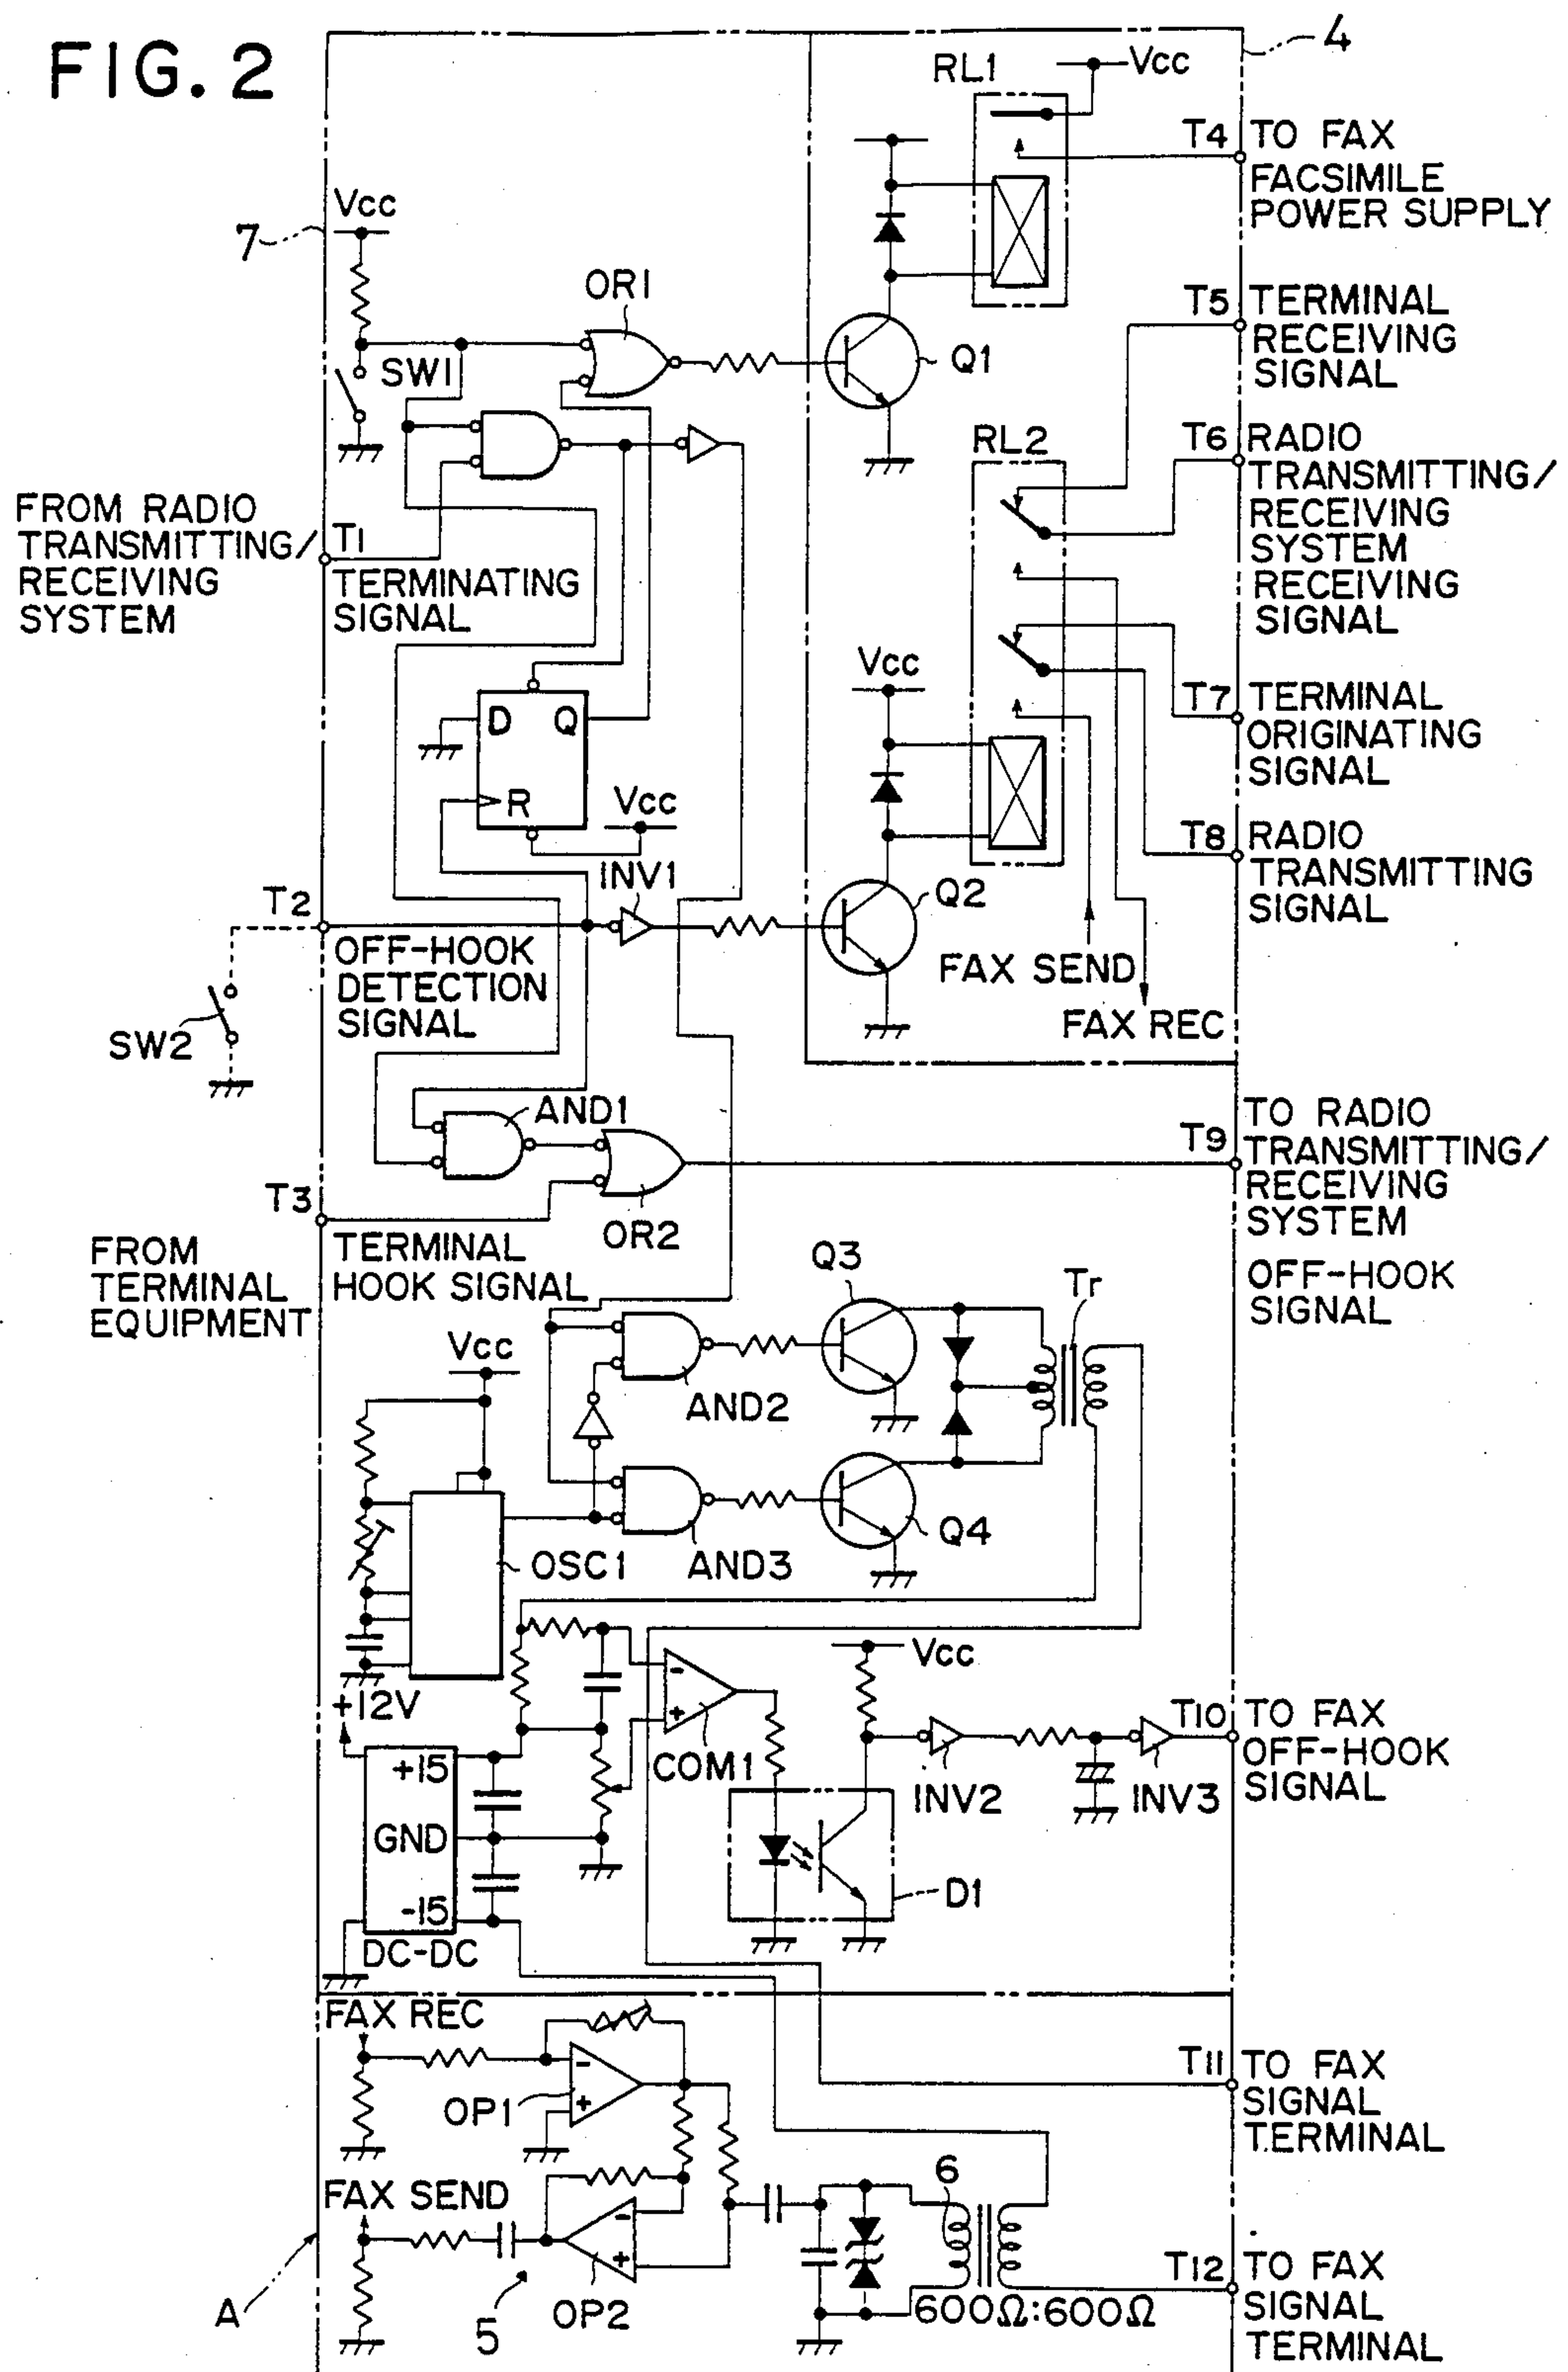 FIG. 2
4
RL1
Vcc
T4 TO FAX
FACSIMILE
POWER SUPPLY
Vcc
7
OR1
T5 TERMINAL
RECEIVING
SIGNAL
SW1
Q1
RL2
T6 RADIO
TRANSMITTING/
RECEIVING
SYSTEM
RECEIVING
SIGNAL
FROM RADIO
TRANSMITTING/
RECEIVING
SYSTEM
T1
TERMINATING
SIGNAL
Vcc
T7 TERMINAL
ORIGINATING
SIGNAL
D Q
R
Vcc
T8 RADIO
TRANSMITTING
SIGNAL
INV1
T2
Q2
OFF-HOOK
DETECTION
SIGNAL
FAX SEND
FAX REC
SW2
AND1
T9
TO RADIO
TRANSMITTING/
RECEIVING
SYSTEM
OFF-HOOK
SIGNAL
T3
OR2
FROM
TERMINAL
EQUIPMENT
TERMINAL
HOOK SIGNAL
Q3
Tr
Vcc
AND2
Q4
OSC1
AND3
Vcc
+12V
COM1
T10 TO FAX
OFF-HOOK
SIGNAL
INV2
INV3
+15
GND
-15
DC-DC
D1
FAX REC
OP1
T11 TO FAX
SIGNAL
TERMINAL
FAX SEND
6
A
5
OP2
600Ω:600Ω
T12 TO FAX
SIGNAL
TERMINAL
- +
- +
- +